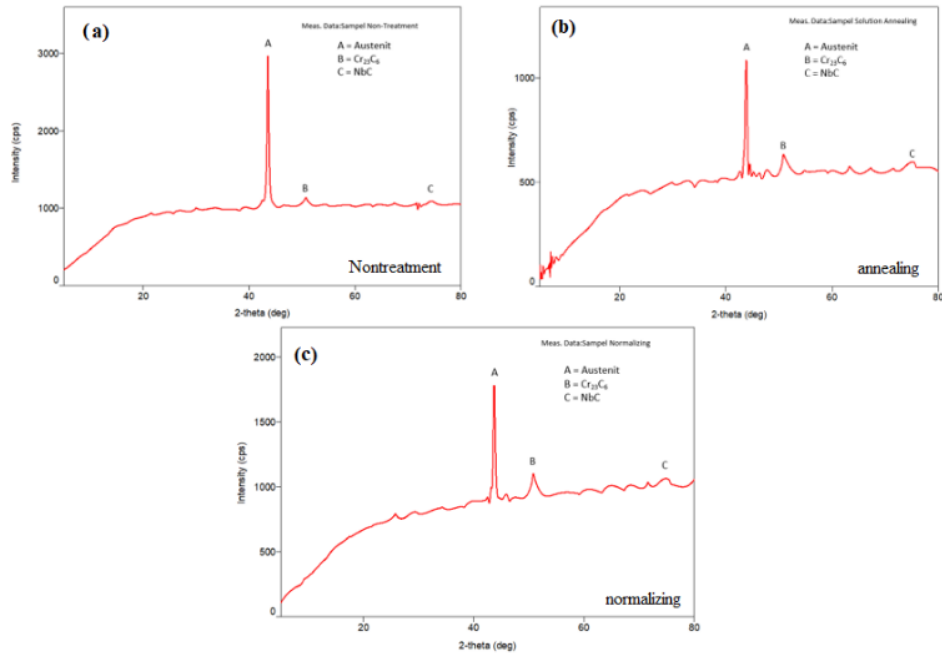 (a)
Meas. Data:Sampel Non-Treatment
A = Austenit
B = Cr₂₃C₆
C = NbC
A
B
C
3000
2000
1000
0
Intensity (cps)
20
40
60
80
2-theta (deg)
Nontreatment
(b)
Meas. Data:Sampel Solution Annealing
A = Austenit
B = Cr₂₃C₆
C = NbC
A
B
C
1000
500
0
Intensity (cps)
20
40
60
80
2-theta (deg)
annealing
(c)
Meas. Data:Sampel Normalizing
A = Austenit
B = Cr₂₃C₆
C = NbC
A
B
C
2000
1500
1000
500
0
Intensity (cps)
20
40
60
80
2-theta (deg)
normalizing